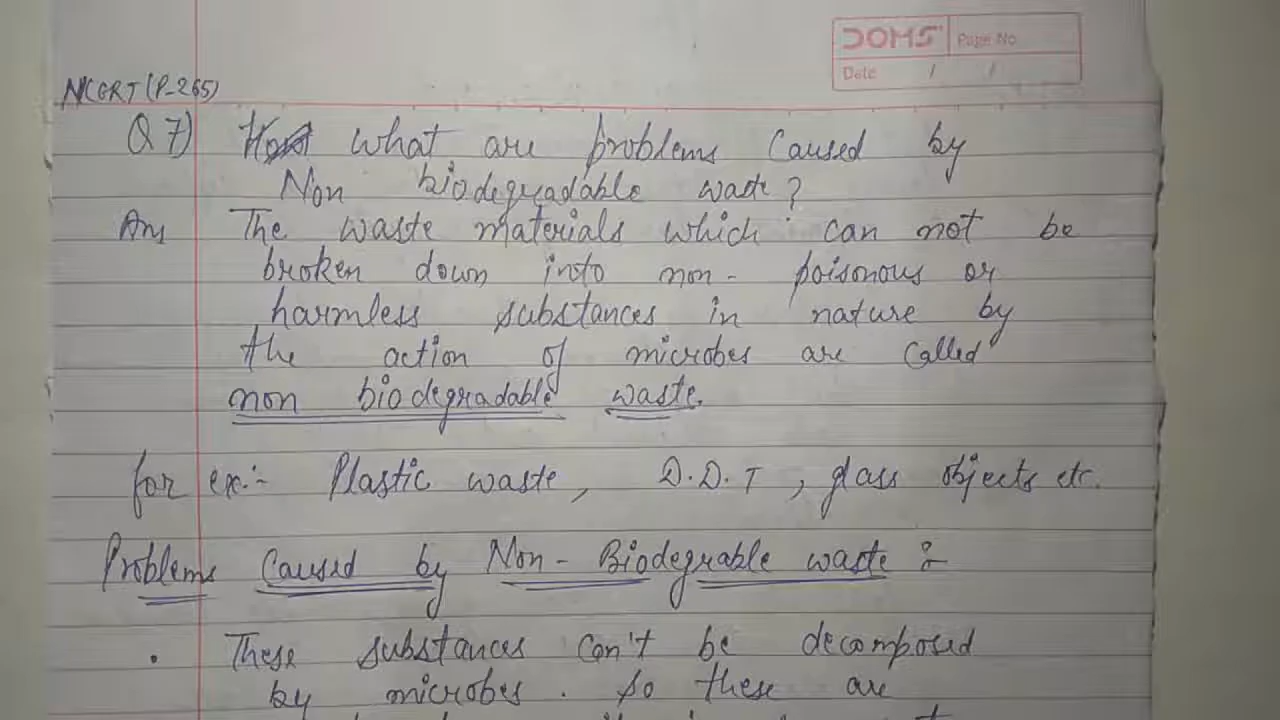 DOMS Page No.
Date / /
NCERT (P-265)
Q 7) What are problems caused by
Non biodegradable waste?
Ans The waste materials which can not be
broken down into non- poisonous or
harmless substances in nature by
the action of microbes are called
non biodegradable waste.
for ex:- Plastic waste, D.D.T, glass objects etc.
Problems Caused by Non-Biodegrable waste :-
• These substances can't be decomposed
by microbes. So these are